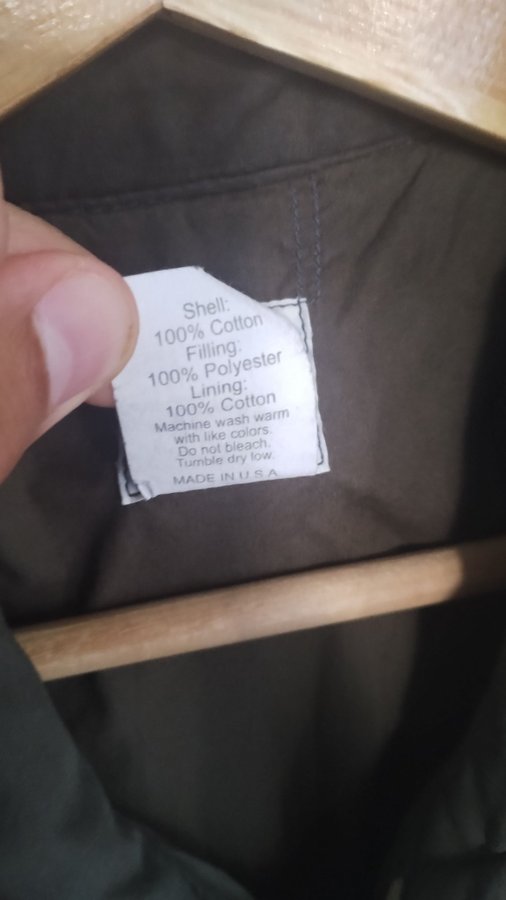 Shell:
100% Cotton
Filling:
100% Polyester
Lining:
100% Cotton
Machine wash warm
with like colors.
Do not bleach.
Tumble dry low.
MADE IN U.S.A.